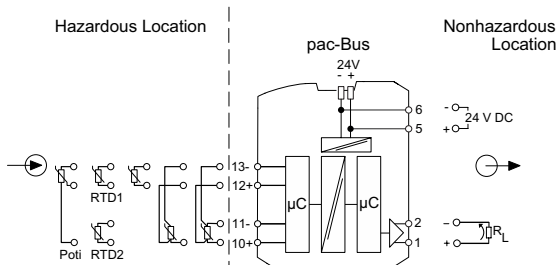 Hazardous Location
Nonhazardous
Location
pac-Bus
24V
- +
6
5
-
+
24 V DC
13-
12+
11-
10+
µC
µC
2
1
-
+
RL
RTD1
Poti
RTD2